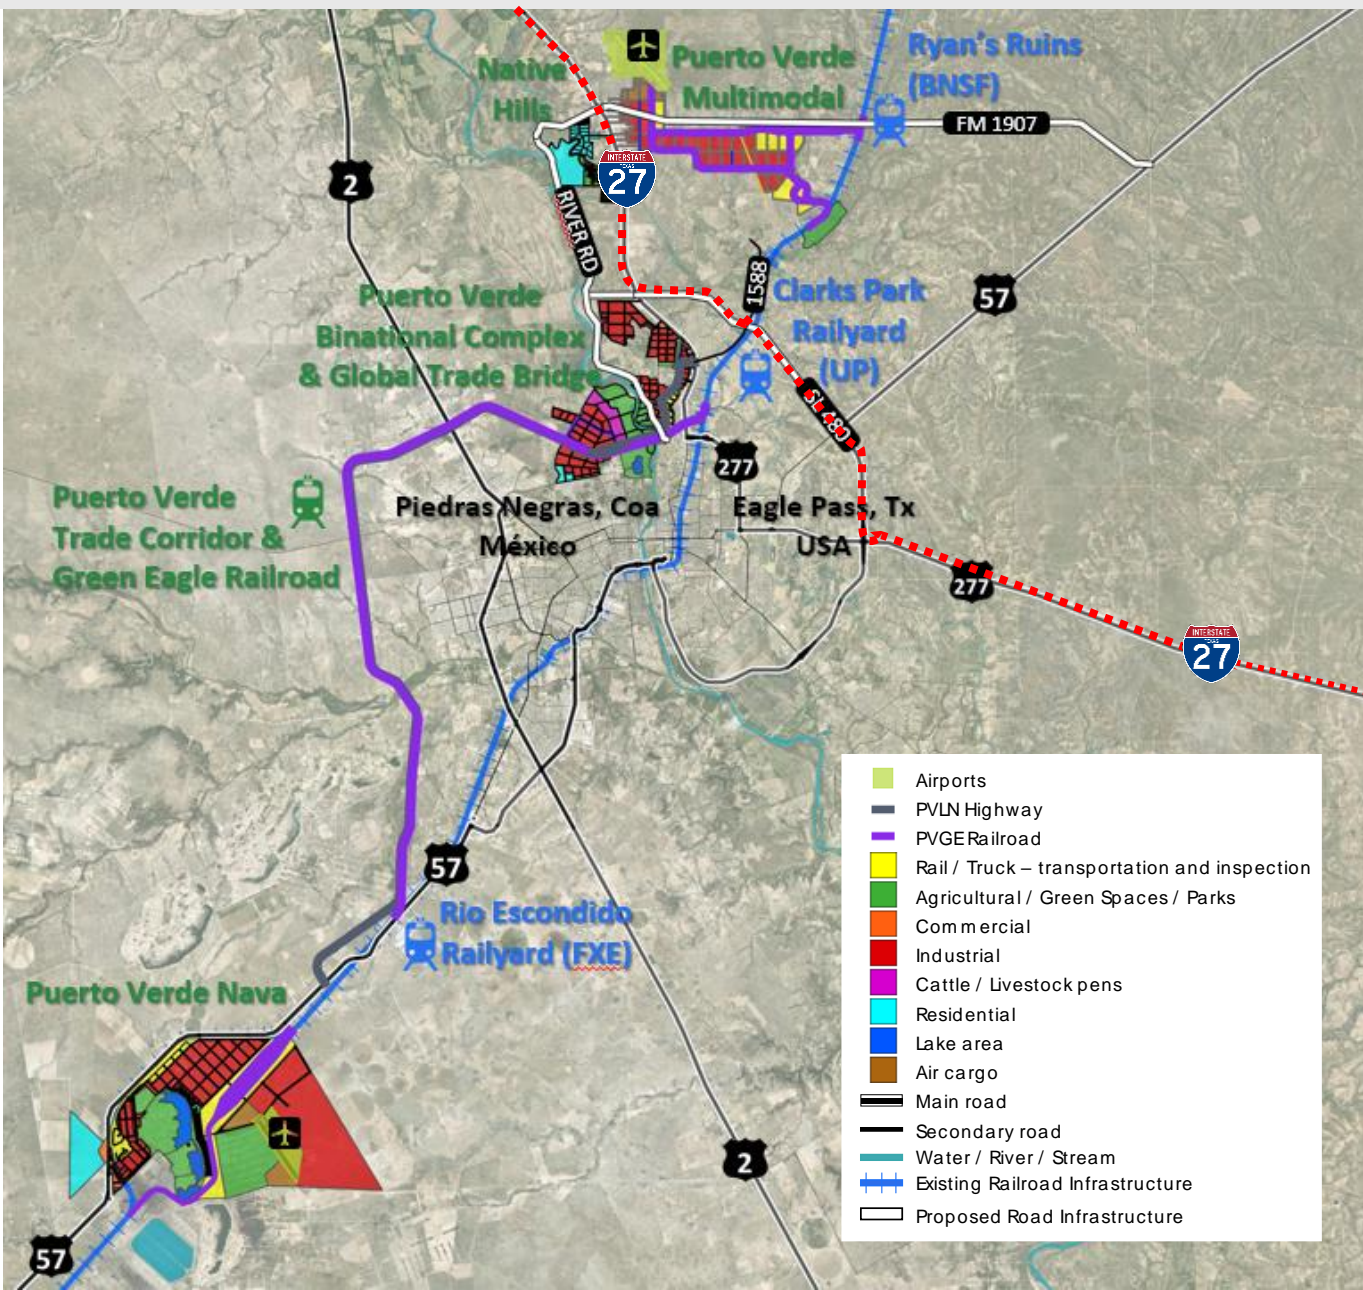 Ryan's Ruins
(BNSF)
Puerto Verde
Multimodal
Native
Hills
FM 1907
2
INTERSTATE
TEXAS
27
RIVER RD
57
1588
Clarks Park
Railyard
(UP)
Puerto Verde
Binational Complex
& Global Trade Bridge
SL 480
277
Puerto Verde
Trade Corridor &
Green Eagle Railroad
Piedras Negras, Coa
México
Eagle Pass, Tx
USA
277
INTERSTATE
TEXAS
27
57
Rio Escondido
Railyard (FXE)
Puerto Verde Nava
2
57
Airports
PVLN Highway
PVGE Railroad
Rail / Truck – transportation and inspection
Agricultural / Green Spaces / Parks
Commercial
Industrial
Cattle / Livestock pens
Residential
Lake area
Air cargo
Main road
Secondary road
Water / River / Stream
Existing Railroad Infrastructure
Proposed Road Infrastructure